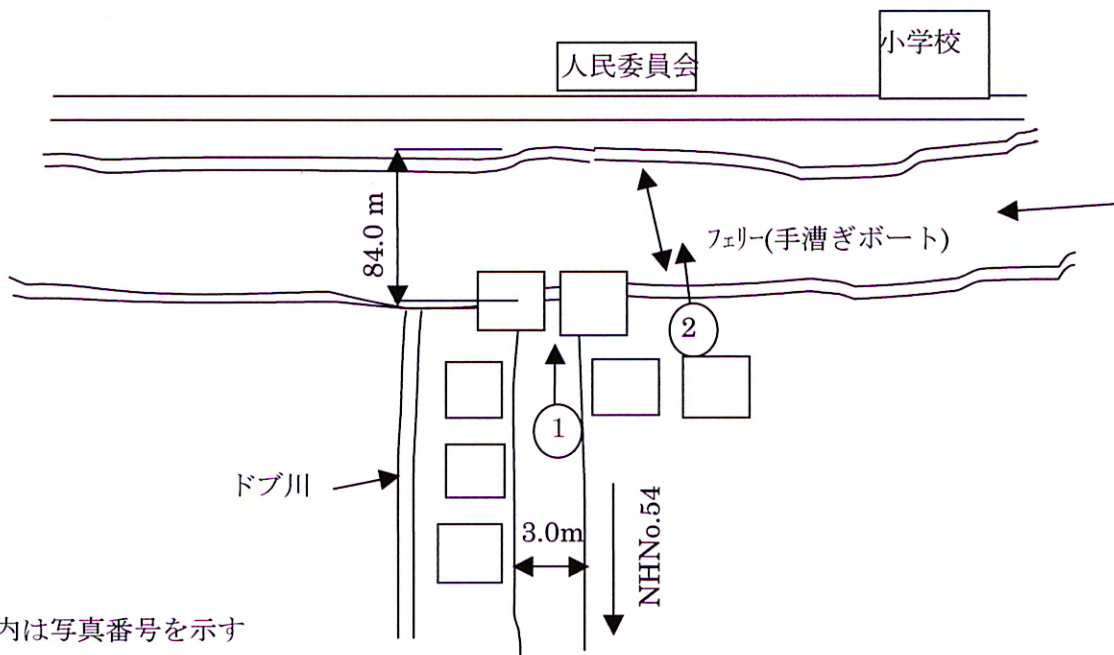 小学校
人民委員会
84.0 m
フェリー(手漕ぎボート)
2
1
ドブ川
3.0m
NHNo.54
内は写真番号を示す